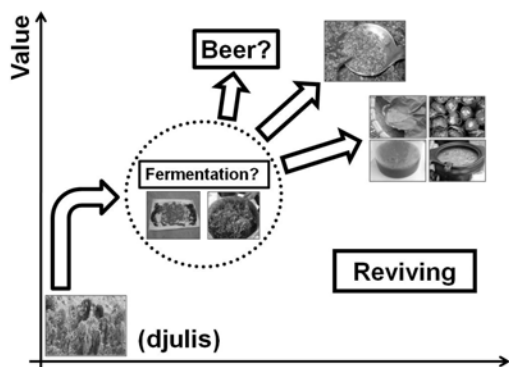 Value
Beer?
Fermentation?
Reviving
(djulis)